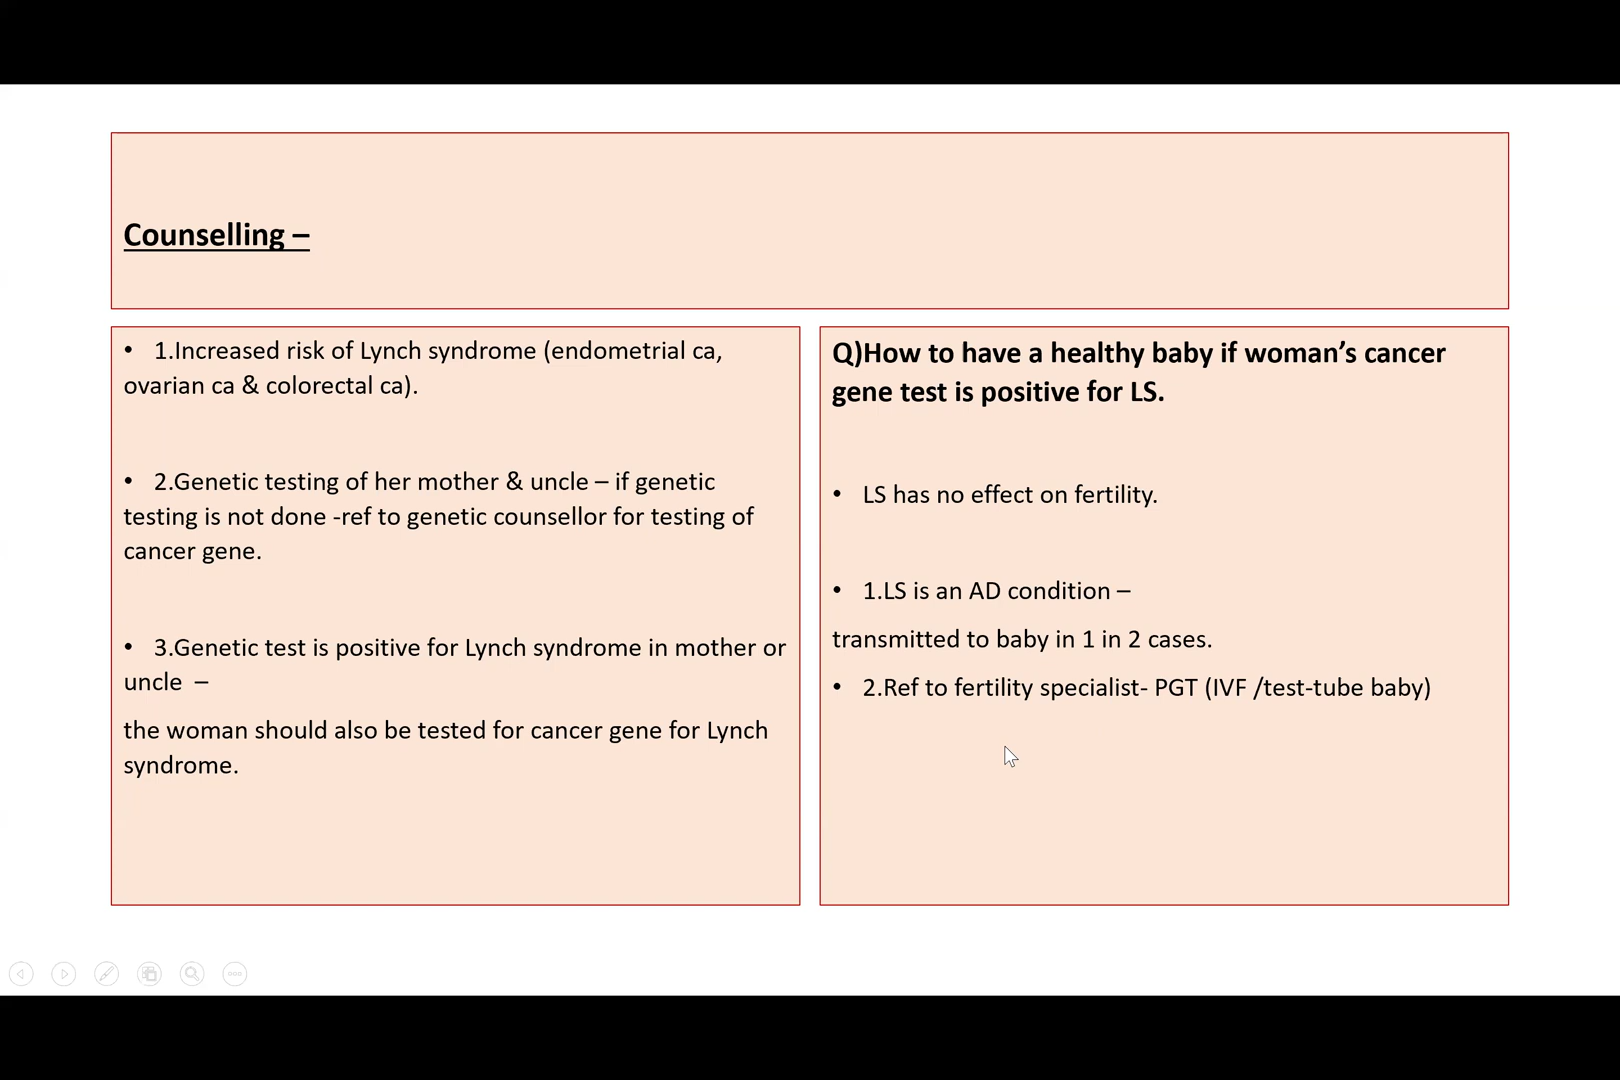 Counselling –
• 1.Increased risk of Lynch syndrome (endometrial ca,
ovarian ca & colorectal ca).
• 2.Genetic testing of her mother & uncle – if genetic
testing is not done -ref to genetic counsellor for testing of
cancer gene.
• 3.Genetic test is positive for Lynch syndrome in mother or
uncle –
the woman should also be tested for cancer gene for Lynch
syndrome.
Q)How to have a healthy baby if woman’s cancer
gene test is positive for LS.
• LS has no effect on fertility.
• 1.LS is an AD condition –
transmitted to baby in 1 in 2 cases.
• 2.Ref to fertility specialist- PGT (IVF /test-tube baby)